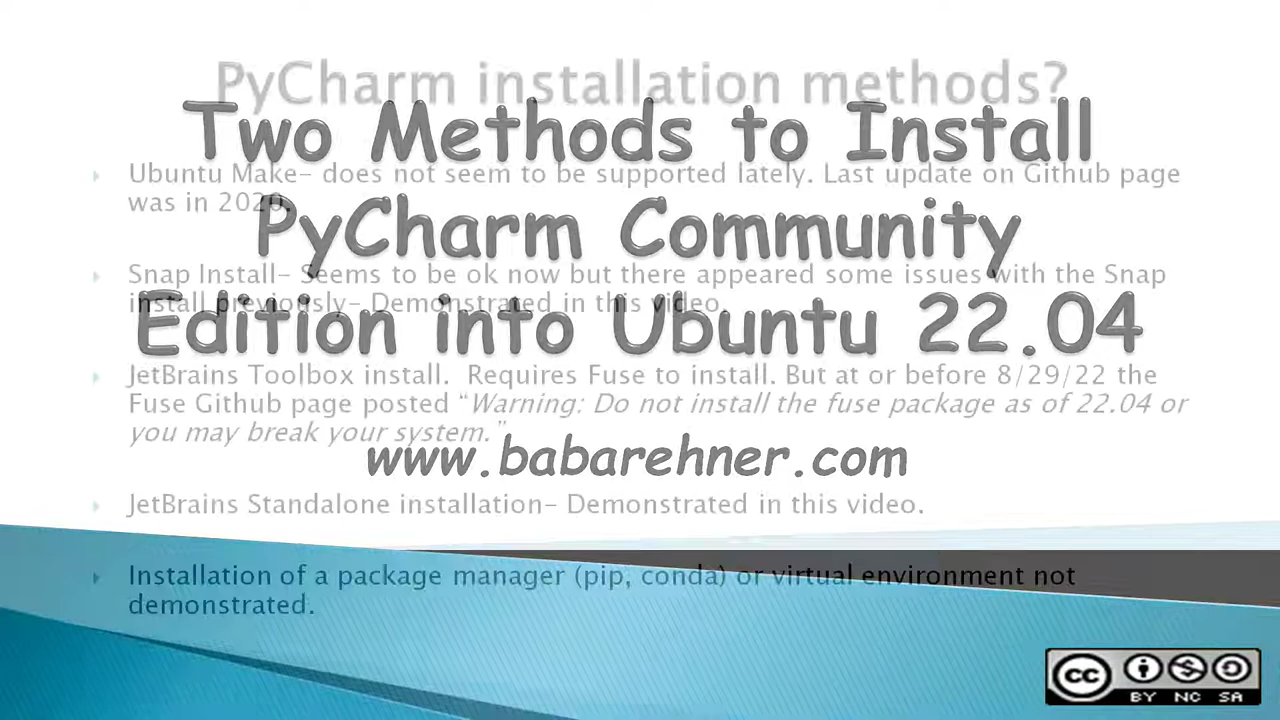 PyCharm installation methods?
Two Methods to Install
Ubuntu Make- does not seem to be supported lately. Last update on Github page
was in 2020.
PyCharm Community
Snap Install- Seems to be ok now but there appeared some issues with the Snap
install previously- Demonstrated in this video.
Edition into Ubuntu 22.04
JetBrains Toolbox install. Requires Fuse to install. But at or before 8/29/22 the
Fuse Github page posted “Warning: Do not install the fuse package as of 22.04 or
you may break your system.”
www.babarehner.com
JetBrains Standalone installation- Demonstrated in this video.
Installation of a package manager (pip, conda) or virtual environment not
demonstrated.
cc
BY NC SA